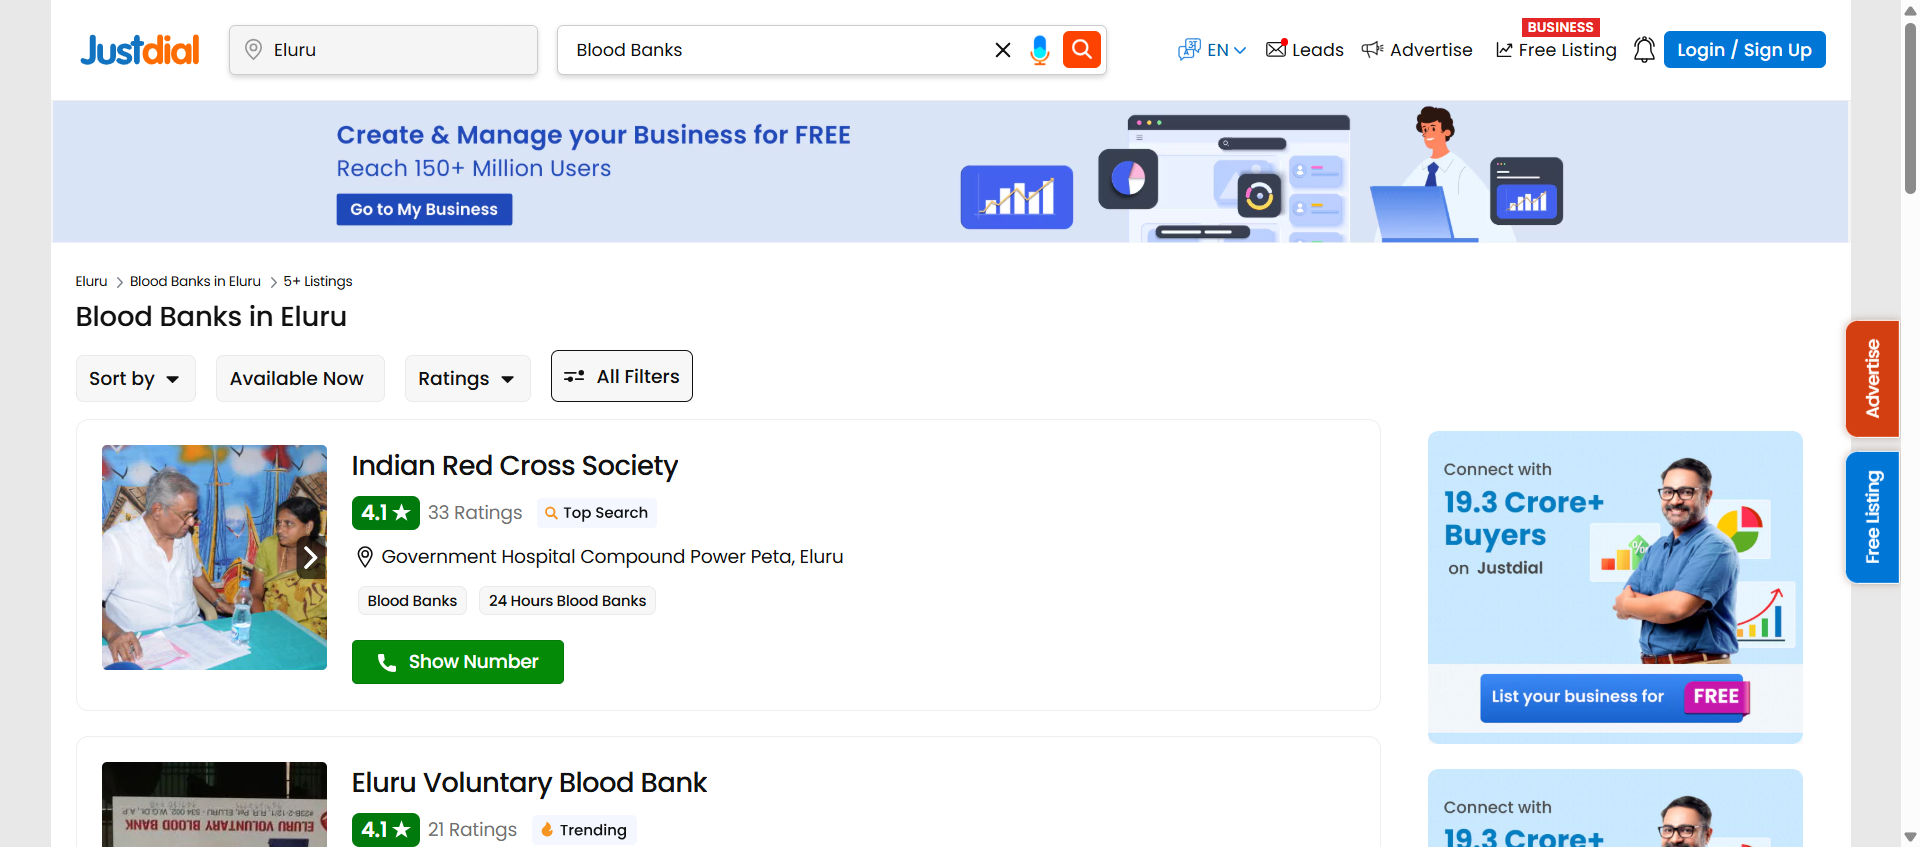 Justdial
Eluru
Blood Banks
EN
Leads
Advertise
BUSINESS
Free Listing
Login / Sign Up
Create & Manage your Business for FREE
Reach 150+ Million Users
Go to My Business
Eluru > Blood Banks in Eluru > 5+ Listings
Blood Banks in Eluru
Sort by
Available Now
Ratings
All Filters
Indian Red Cross Society
4.1 ★ 33 Ratings Top Search
Government Hospital Compound Power Peta, Eluru
Blood Banks
24 Hours Blood Banks
Show Number
Eluru Voluntary Blood Bank
4.1 ★ 21 Ratings Trending
ELURU VOLUNTARY BLOOD BANK
Connect with
19.3 Crore+
Buyers
on Justdial
List your business for FREE
Connect with
19.3 Crore+
Advertise
Free Listing